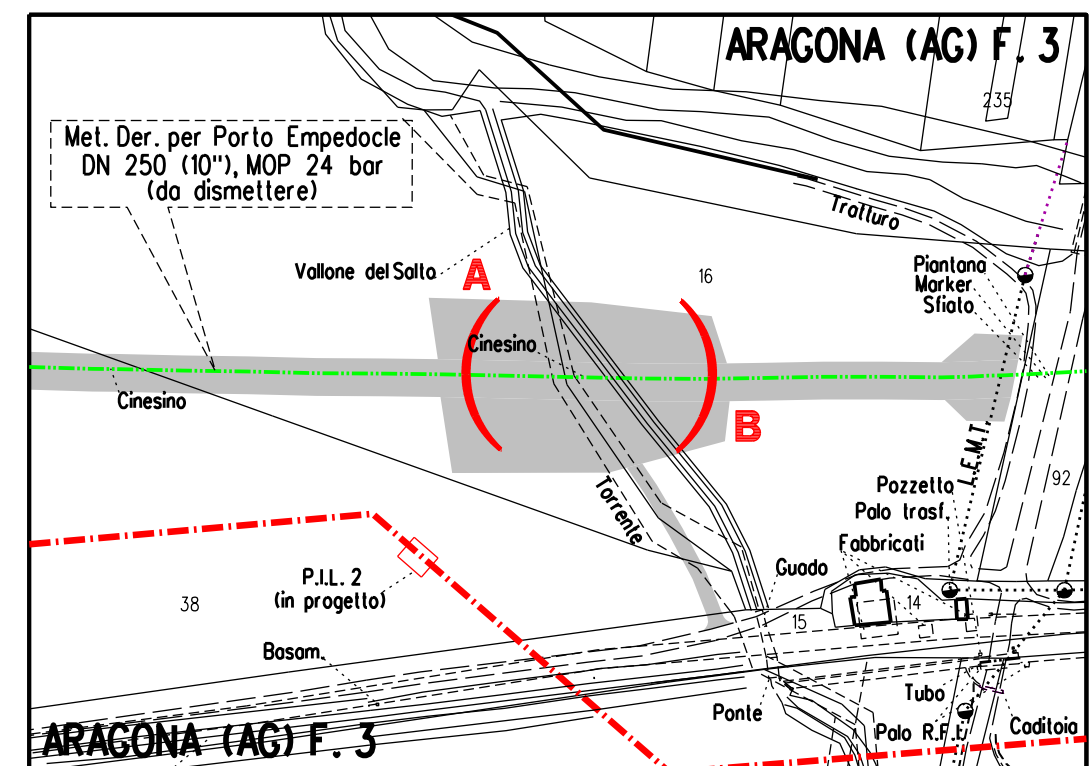 ARAGONA (AG) F. 3
235
Met. Der. per Porto Empedocle
DN 250 (10"), MOP 24 bar
(da dismettere)
Tratturo
Vallone del Salto
A
16
Piantana
Marker
Sfiato
Cinesino
Cinesino
B
L.E.M.T.
92
Pozzetto
Palo trasf.
Torrente
Fabbricati
Guado
P.I.L. 2
(in progetto)
38
14
15
Basam.
Tubo
Ponte
Palo R.F.I.
Caditoia
ARAGONA (AG) F. 3